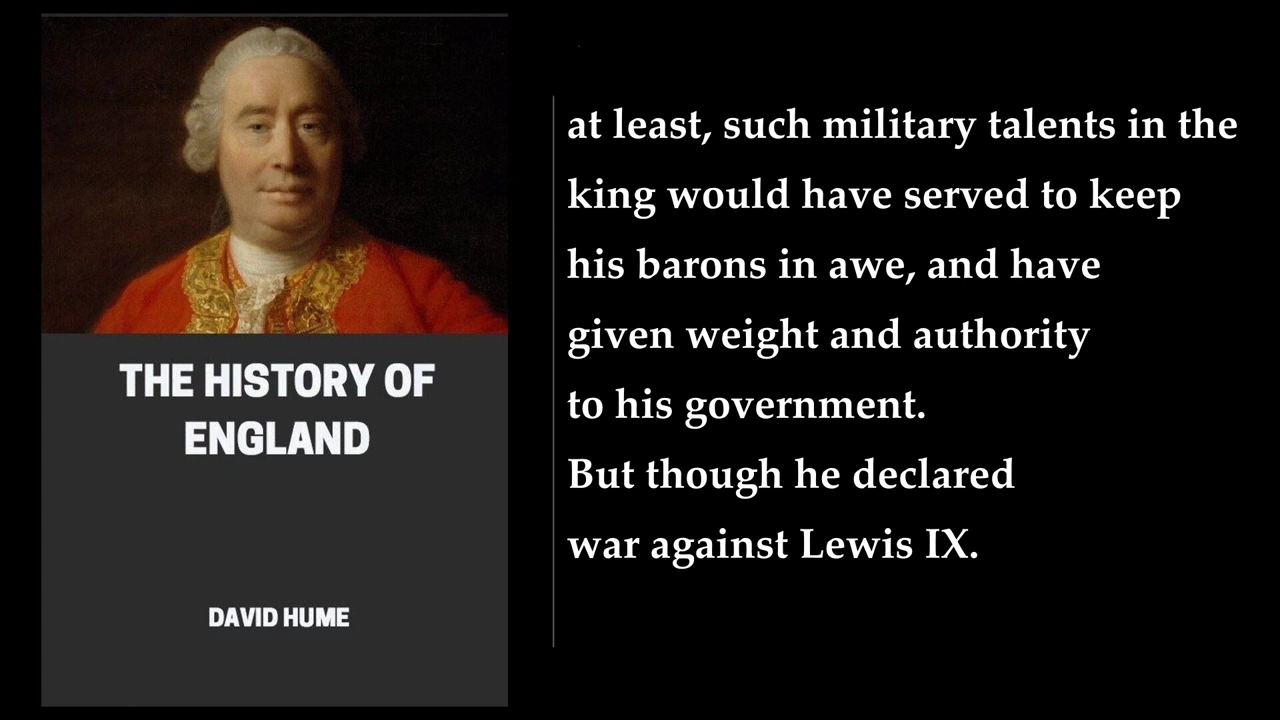 THE HISTORY OF
ENGLAND
DAVID HUME
at least, such military talents in the
king would have served to keep
his barons in awe, and have
given weight and authority
to his government.
But though he declared
war against Lewis IX.